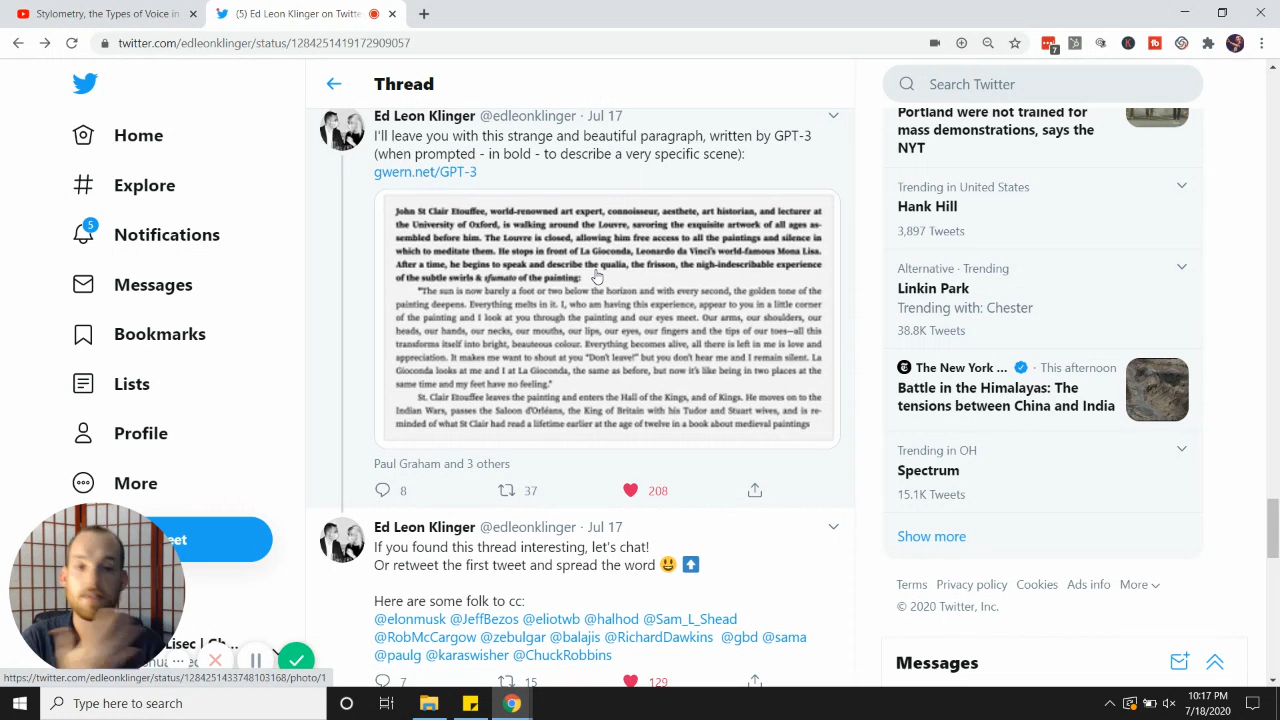 Stylometry, the Types of Voice in
(5) Ed Leon Klinger on Twitte
twitter.com/edleonklinger/status/1284251419172909057
7
Home
Explore
5
Notifications
Messages
Bookmarks
Lists
Profile
More
eet
Lisec | Ch...
Thread
Ed Leon Klinger @edleonklinger · Jul 17
I'll leave you with this strange and beautiful paragraph, written by GPT-3
(when prompted - in bold - to describe a very specific scene):
gwern.net/GPT-3
John St Clair Etouffee, world-renowned art expert, connoisseur, aesthete, art historian, and lecturer at
the University of Oxford, is walking around the Louvre, savoring the exquisite artwork of all ages as-
sembled before him. The Louvre is closed, allowing him free access to all the paintings and silence in
which to meditate them. He stops in front of La Gioconda, Leonardo da Vinci's world-famous Mona Lisa.
After a time, he begins to speak and describe the qualia, the frisson, the nigh-indescribable experience
of the subtle swirls & sfumato of the painting:
"The sun is now barely a foot or two below the horizon and with every second, the golden tone of the
painting deepens. Everything melts in it. I, who am having this experience, appear to you in a little corner
of the painting and I look at you through the painting and our eyes meet. Our arms, our shoulders, our
heads, our hands, our necks, our mouths, our lips, our eyes, our fingers and the tips of our toes—all this
transforms itself into bright, beauteous colour. Everything becomes alive, all there is left in me is love and
appreciation. It makes me want to shout at you "Don't leave!" but you don't hear me and I remain silent. La
Gioconda looks at me and I at La Gioconda, the same as before, but now it's like being in two places at the
same time and my feet have no feeling."
St. Clair Etouffee leaves the painting and enters the Hall of the Kings, and of Kings. He moves on to the
Indian Wars, passes the Saloon d'Orléans, the King of Britain with his Tudor and Stuart wives, and is re-
minded of what St Clair had read a lifetime earlier at the age of twelve in a book about medieval paintings
Paul Graham and 3 others
8 37 208
Ed Leon Klinger @edleonklinger · Jul 17
If you found this thread interesting, let's chat!
Or retweet the first tweet and spread the word 😃 ⬆️
Here are some folk to cc:
@elonmusk @JeffBezos @eliotwb @halhod @Sam_L_Shead
@RobMcCargow @zebulgar @balajis @RichardDawkins @gbd @sama
@paulg @karaswisher @ChuckRobbins
7 15 129
Search Twitter
Portland were not trained for
mass demonstrations, says the
NYT
Trending in United States
Hank Hill
3,897 Tweets
Alternative · Trending
Linkin Park
Trending with: Chester
38.8K Tweets
The New York ... · This afternoon
Battle in the Himalayas: The
tensions between China and India
Trending in OH
Spectrum
15.1K Tweets
Show more
Terms Privacy policy Cookies Ads info More
© 2020 Twitter, Inc.
Messages
https://twitter.com/edleonklinger/status/1284251433748103168/photo/1
Type here to search
10:17 PM
7/18/2020